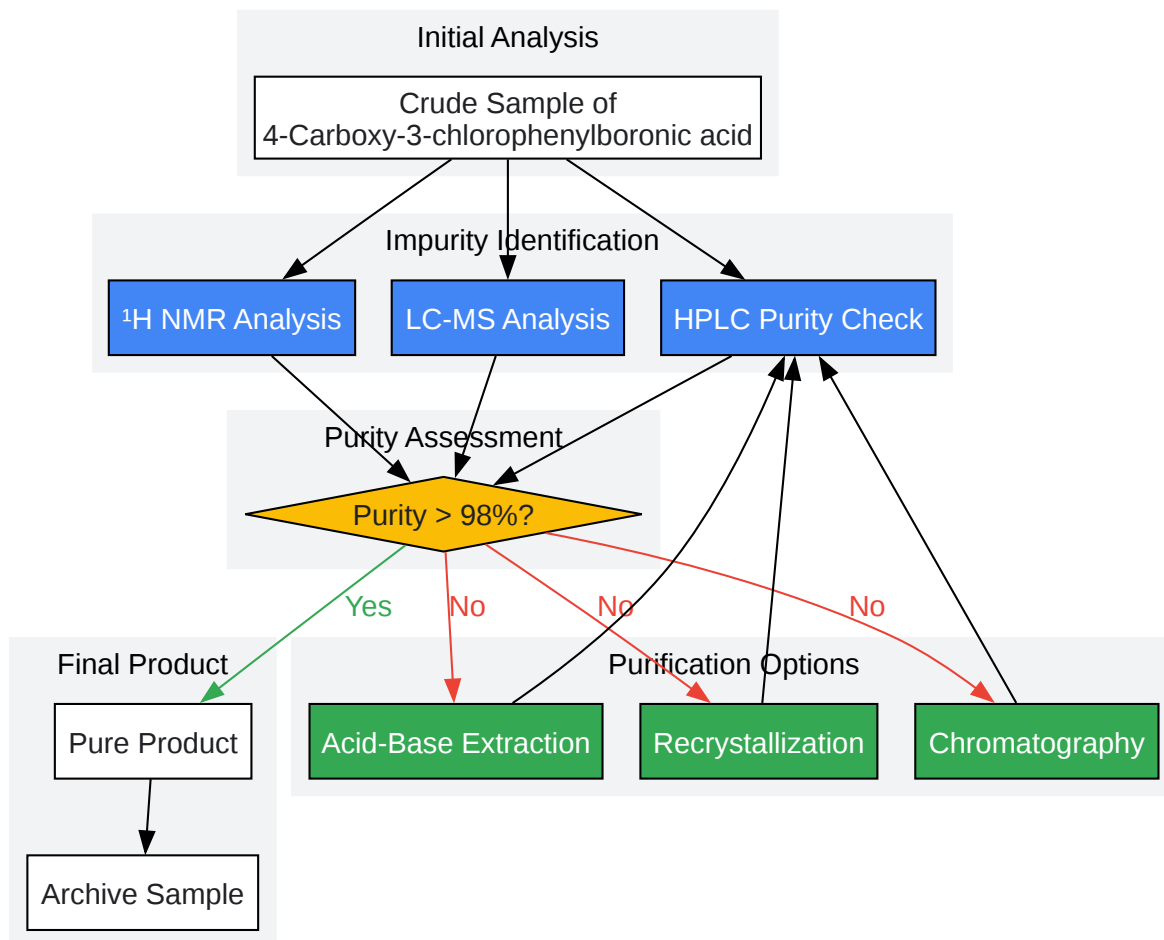 Initial Analysis
Crude Sample of
4-Carboxy-3-chlorophenylboronic acid
Impurity Identification
¹H NMR Analysis
LC-MS Analysis
HPLC Purity Check
Purity Assessment
Purity > 98%?
Yes
No
No
No
Final Product
Purification Options
Pure Product
Acid-Base Extraction
Recrystallization
Chromatography
Archive Sample